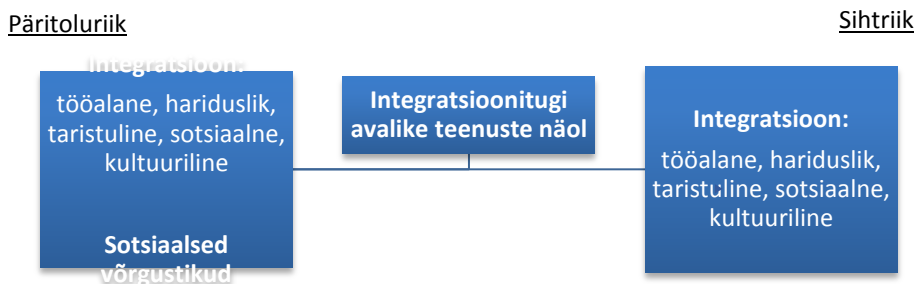 Päritoluriik
Sihtriik
Integratsioon:
tööalane, hariduslik,
taristuline, sotsiaalne,
kultuuriline
Sotsiaalsed
võrgustikud
Integratsioonitugi
avalike teenuste näol
Integratsioon:
tööalane, hariduslik,
taristuline, sotsiaalne,
kultuuriline